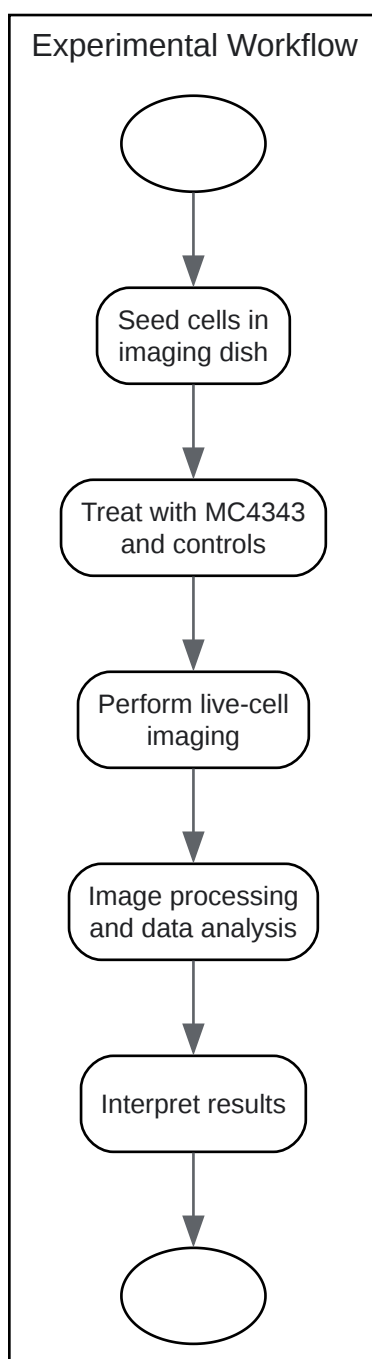 Experimental Workflow
Seed cells in
imaging dish
Treat with MC4343
and controls
Perform live-cell
imaging
Image processing
and data analysis
Interpret results